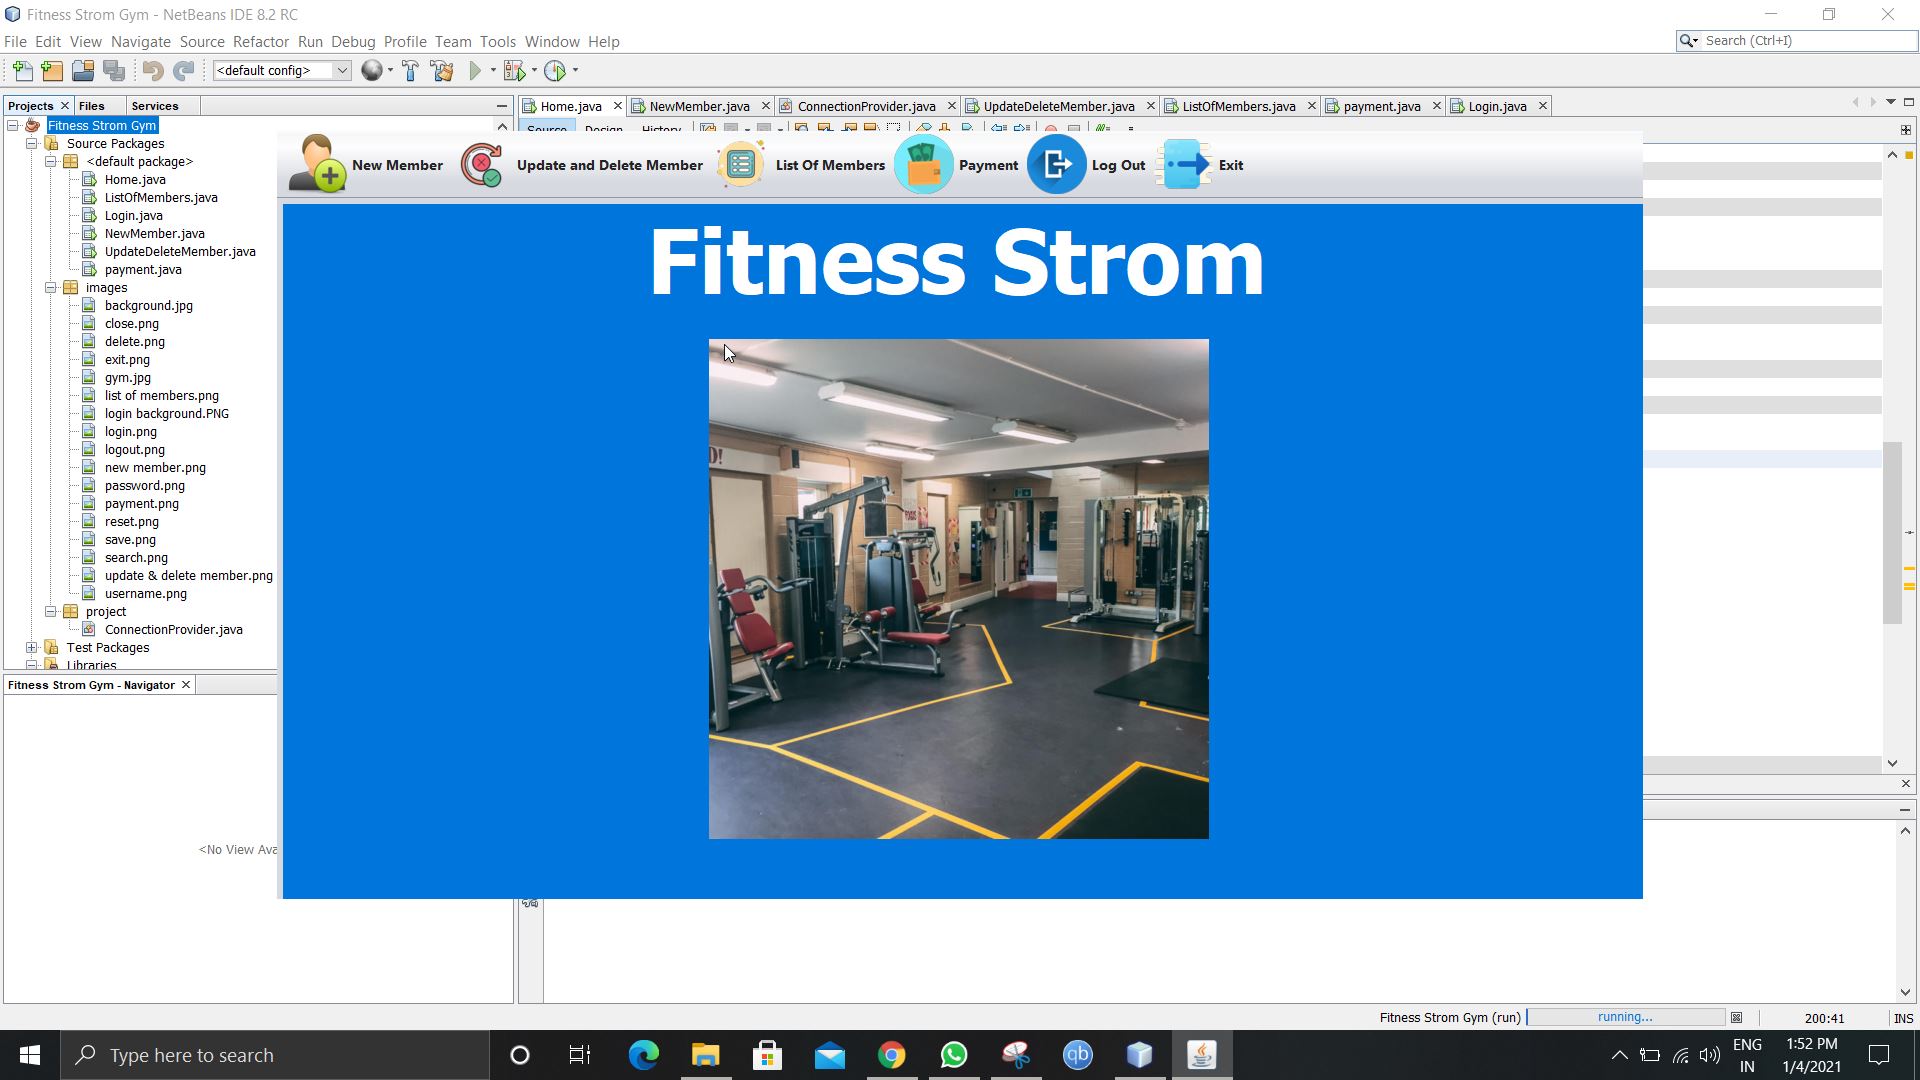 Fitness Strom Gym - NetBeans IDE 8.2 RC
File Edit View Navigate Source Refactor Run Debug Profile Team Tools Window Help
Search (Ctrl+I)
<default config>
Projects Files Services
Home.java NewMember.java ConnectionProvider.java UpdateDeleteMember.java ListOfMembers.java payment.java Login.java
Source Design History
Fitness Strom Gym
Source Packages
<default package>
Home.java
ListOfMembers.java
Login.java
NewMember.java
UpdateDeleteMember.java
payment.java
images
background.jpg
close.png
delete.png
exit.png
gym.jpg
list of members.png
login background.PNG
login.png
logout.png
new member.png
password.png
payment.png
reset.png
save.png
search.png
update & delete member.png
username.png
project
ConnectionProvider.java
Test Packages
Libraries
New Member Update and Delete Member List Of Members Payment Log Out Exit
Fitness Strom
Fitness Strom Gym - Navigator
Fitness Strom Gym (run) running... 200:41 INS
Type here to search
qb
ENG
IN
1:52 PM
1/4/2021